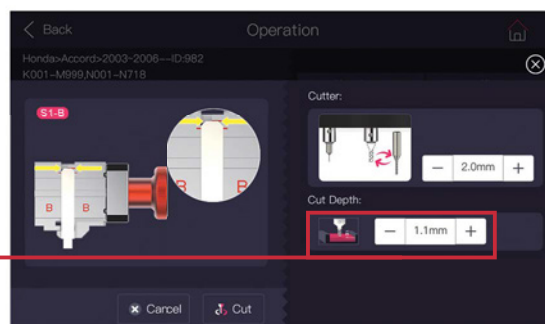 Back
Operation
Honda>Accord>2003-2006--ID:982
K001-M999,N001-N718
S1-B
B
B
B
B
Cutter:
2.0mm
Cut Depth:
1.1mm
Cancel
Cut